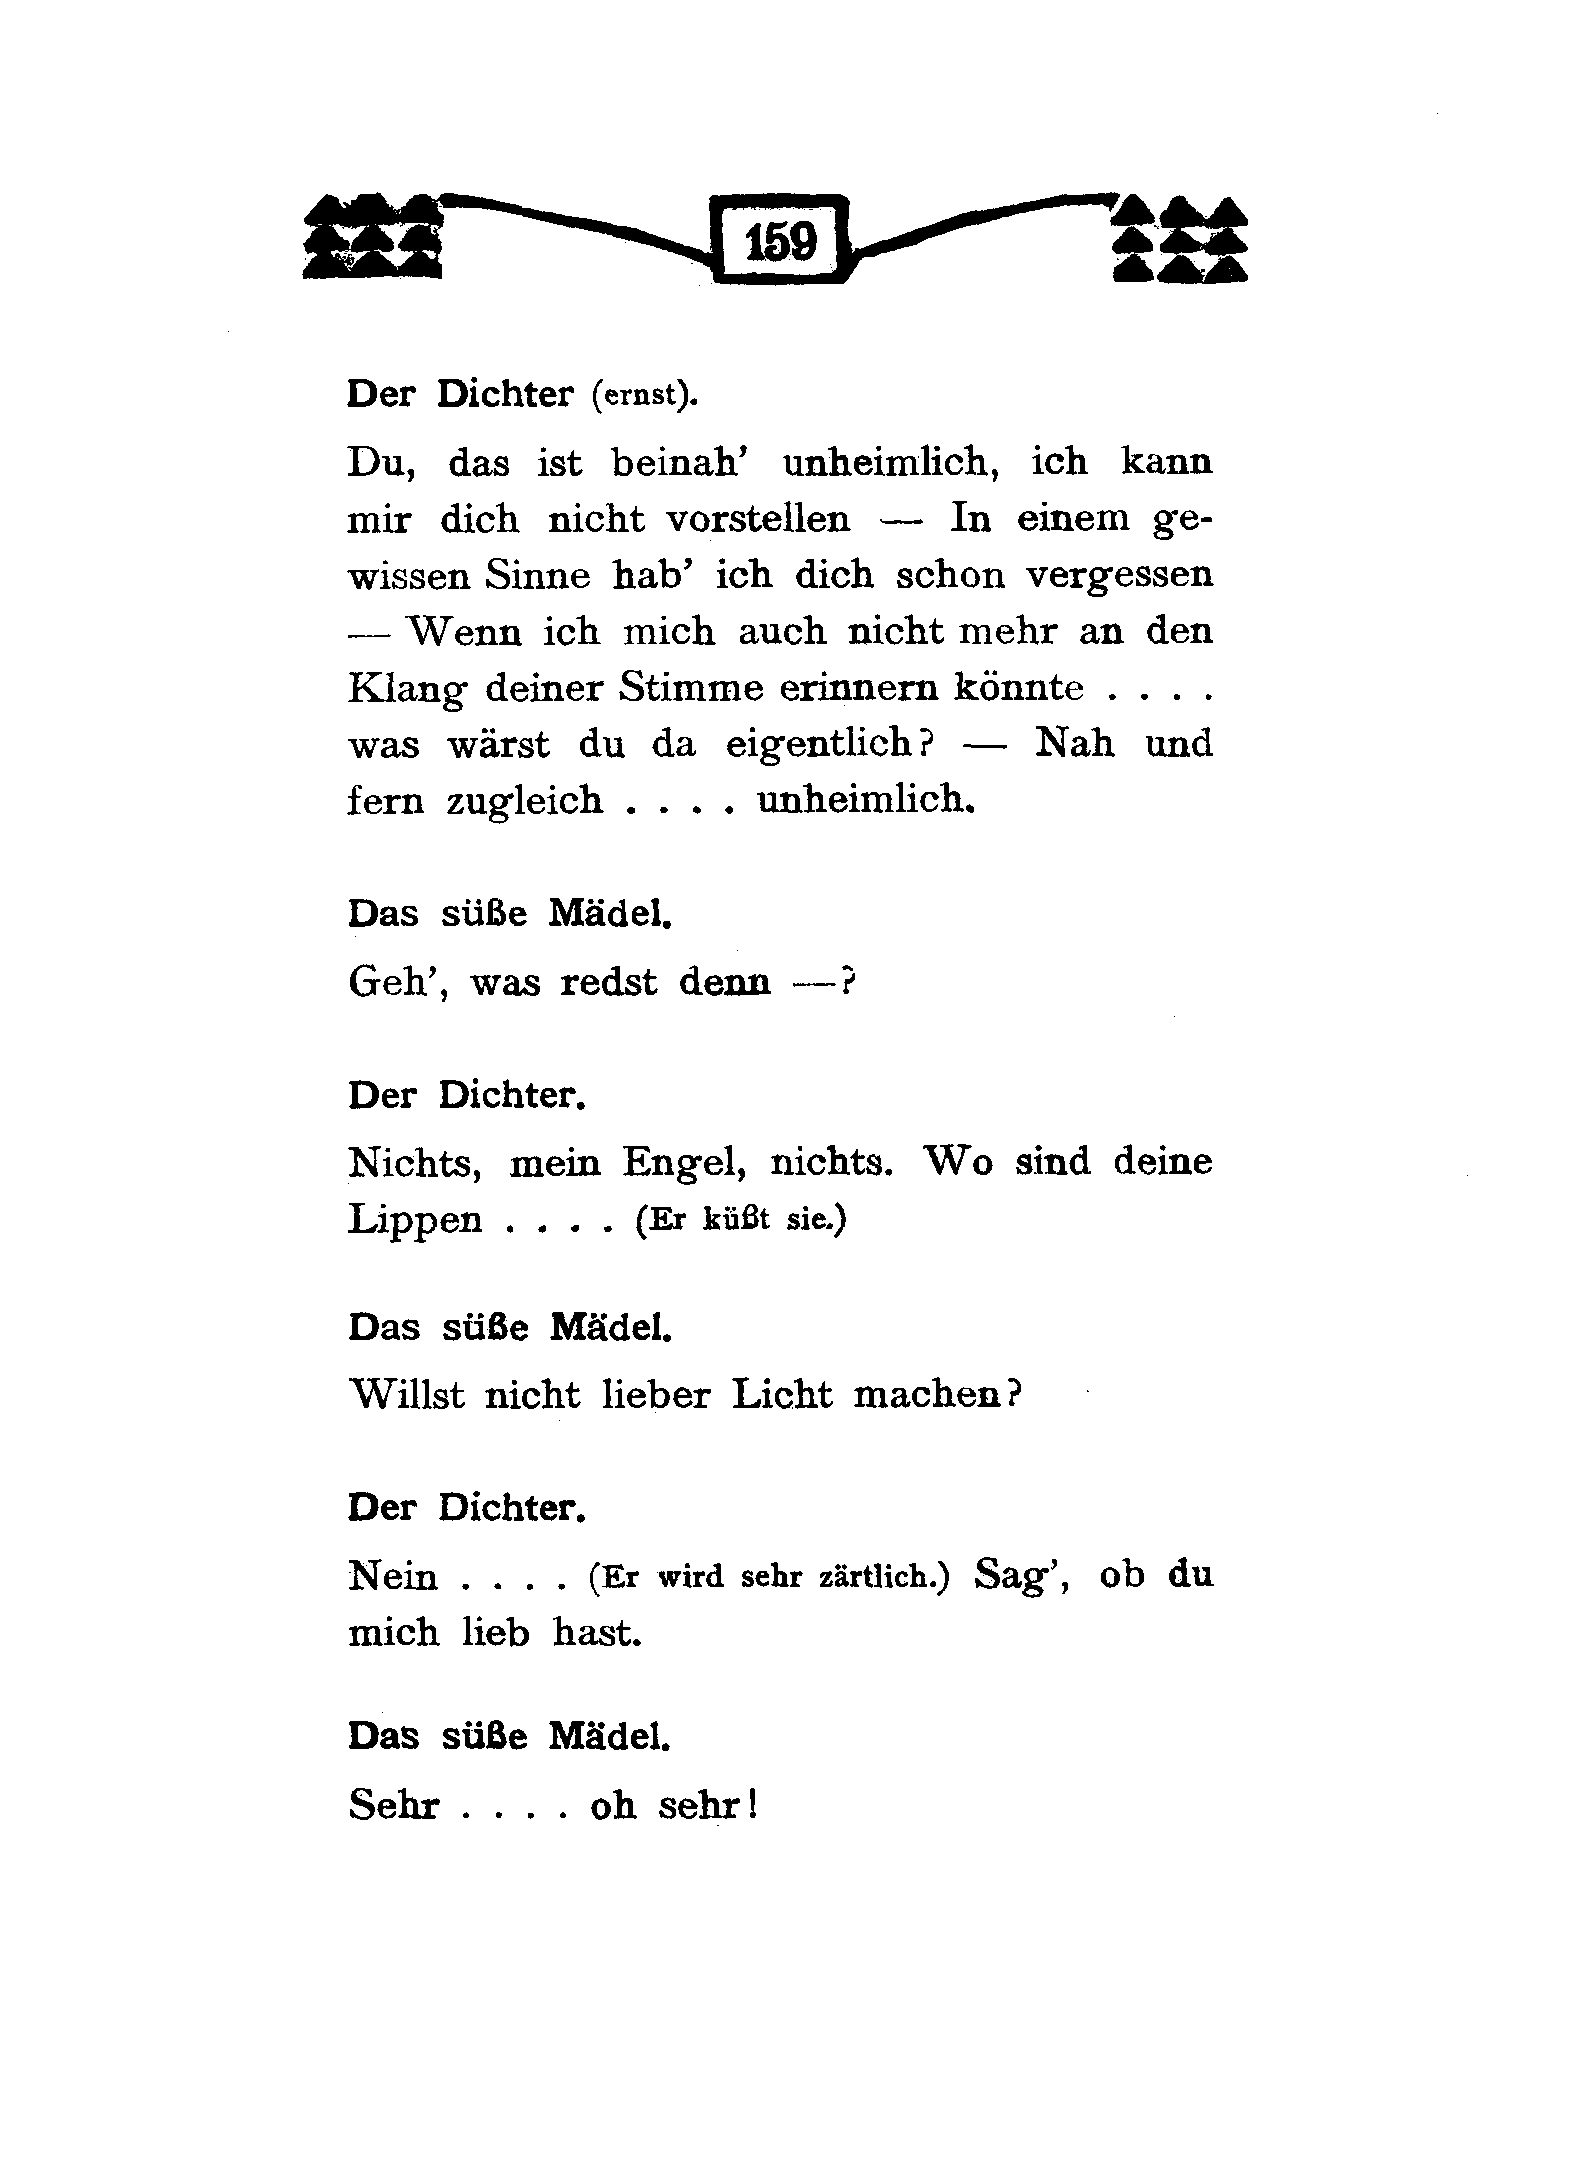 159
Der Dichter (ernst).
Du, das ist beinah’ unheimlich, ich kann
mir dich nicht vorstellen — In einem ge-
wissen Sinne hab’ ich dich schon vergessen
— Wenn ich mich auch nicht mehr an den
Klang deiner Stimme erinnern könnte . . . .
was wärst du da eigentlich? — Nah und
fern zugleich . . . . unheimlich.
Das süße Mädel.
Geh’, was redst denn —?
Der Dichter.
Nichts, mein Engel, nichts. Wo sind deine
Lippen . . . . (Er küßt sie.)
Das süße Mädel.
Willst nicht lieber Licht machen?
Der Dichter.
Nein . . . . (Er wird sehr zärtlich.) Sag’, ob du
mich lieb hast.
Das süße Mädel.
Sehr . . . . oh sehr!